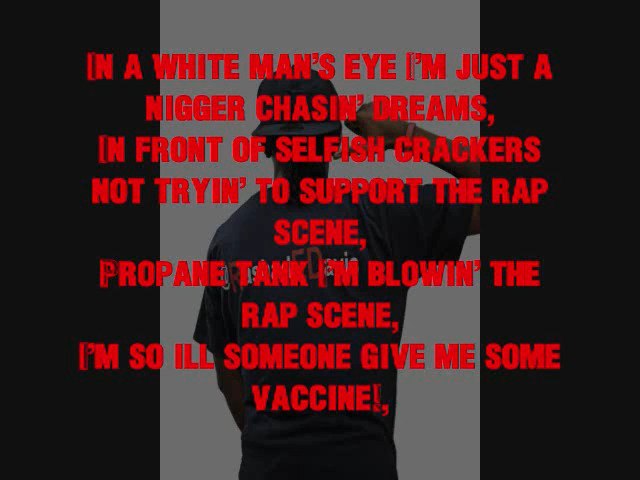 In a white man's eye I'm just a
nigger chasin' dreams,
In front of selfish crackers
not tryin' to support the rap
scene,
Propane tank I'm blowin' the
rap scene,
I'm so ill someone give me some
vaccine!,